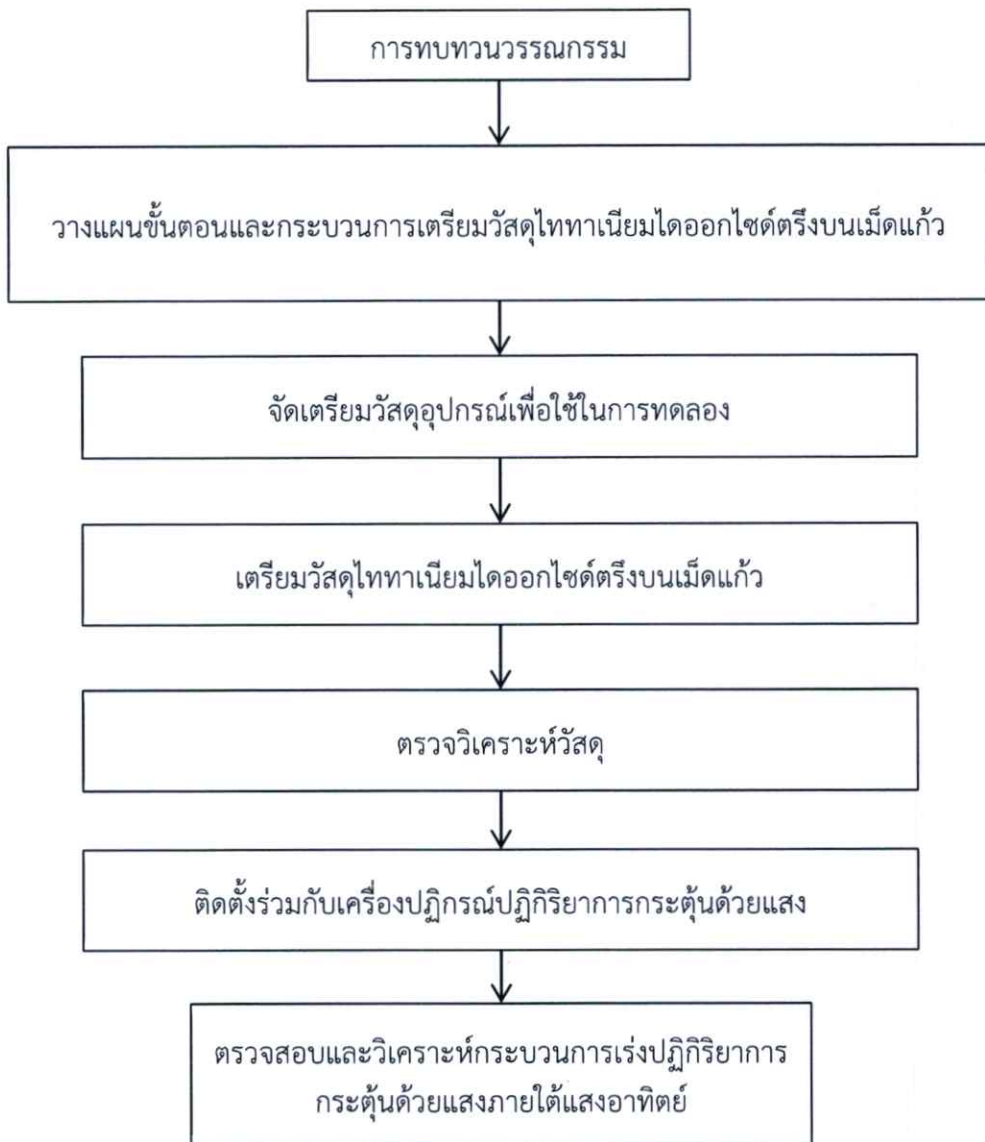 การทบทวนวรรณกรรม
วางแผนขั้นตอนและกระบวนการเตรียมวัสดุไททาเนียมไดออกไซด์ตรึงบนเม็ดแก้ว
จัดเตรียมวัสดุอุปกรณ์เพื่อใช้ในการทดลอง
เตรียมวัสดุไททาเนียมไดออกไซด์ตรึงบนเม็ดแก้ว
ตรวจวิเคราะห์วัสดุ
ติดตั้งร่วมกับเครื่องปฏิกรณ์ปฏิกิริยาการกระตุ้นด้วยแสง
ตรวจสอบและวิเคราะห์กระบวนการเร่งปฏิกิริยาการ
กระตุ้นด้วยแสงภายใต้แสงอาทิตย์